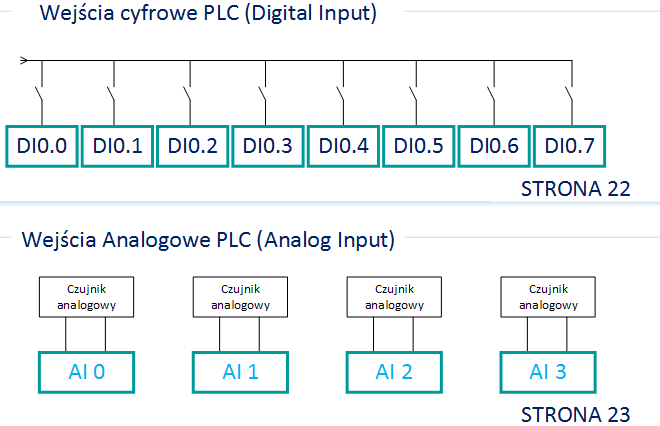 Wejścia cyfrowe PLC (Digital Input)
DI0.0 DI0.1 DI0.2 DI0.3 DI0.4 DI0.5 DI0.6 DI0.7
STRONA 22
Wejścia Analogowe PLC (Analog Input)
Czujnik analogowy
Czujnik analogowy
Czujnik analogowy
Czujnik analogowy
AI 0 AI 1 AI 2 AI 3
STRONA 23